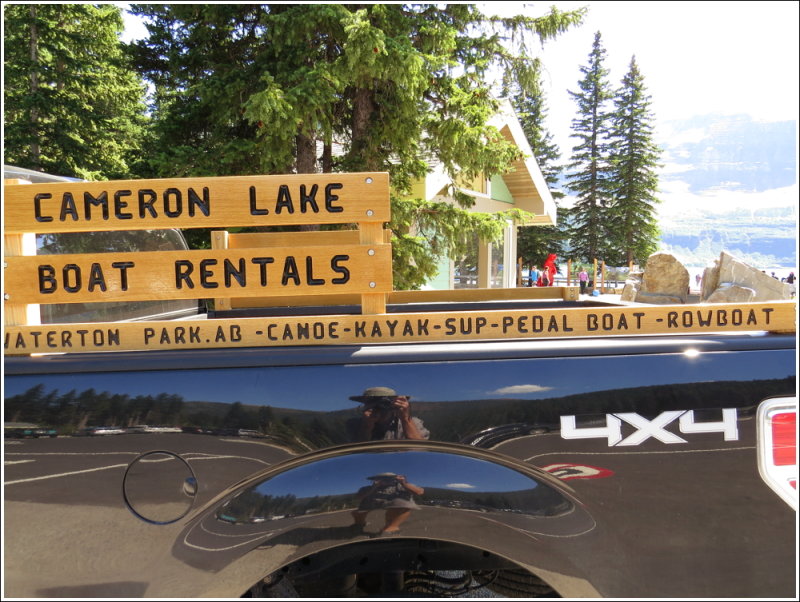 CAMERON LAKE
BOAT RENTALS
WATERTON PARK.AB-CANOE-KAYAK-SUP-PEDAL BOAT-ROWBOAT
4X4